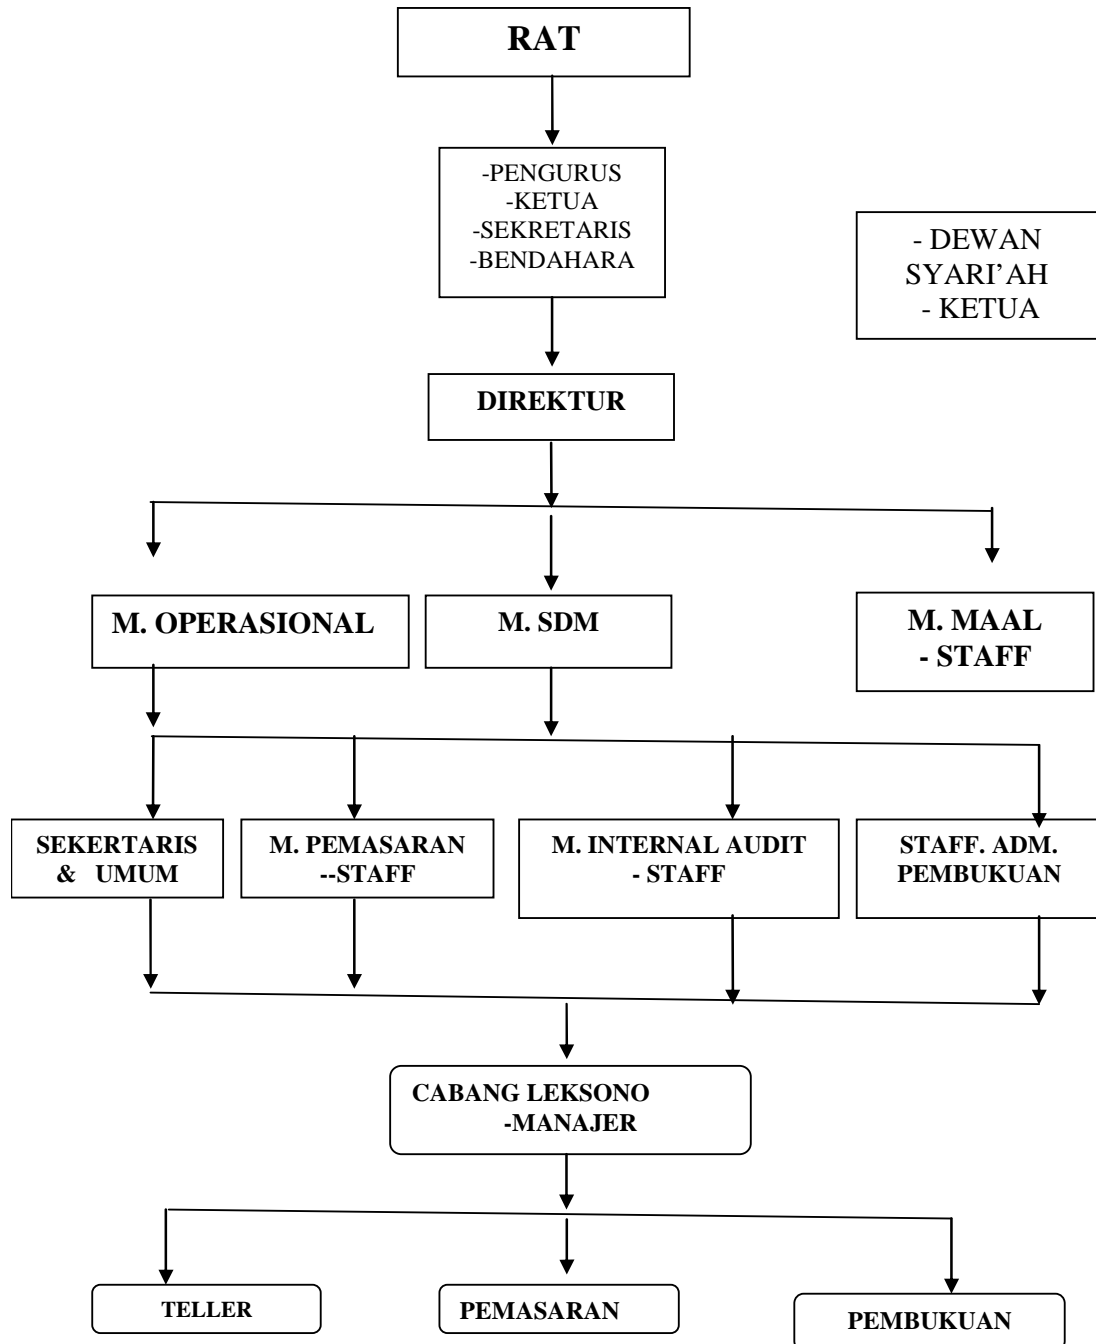 RAT
-PENGURUS
-KETUA
-SEKRETARIS
-BENDAHARA
- DEWAN
SYARI’AH
- KETUA
DIREKTUR
M. OPERASIONAL
M. SDM
M. MAAL
- STAFF
SEKERTARIS
& UMUM
M. PEMASARAN
--STAFF
M. INTERNAL AUDIT
- STAFF
STAFF. ADM.
PEMBUKUAN
CABANG LEKSONO
-MANAJER
TELLER
PEMASARAN
PEMBUKUAN